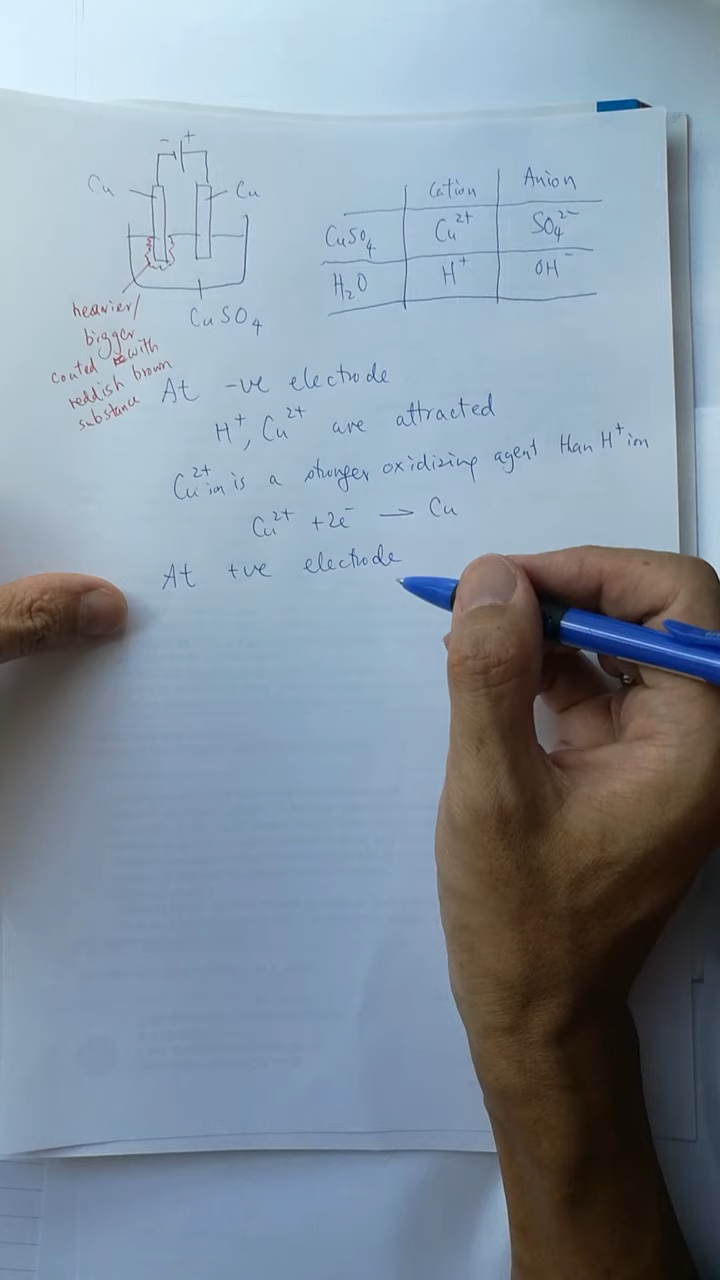 - +
Cu Cu
CuSO₄
heavier/
bigger
coated with
reddish brown
substance
Cation Anion
CuSO₄ Cu²⁺ SO₄²⁻
H₂O H⁺ OH⁻
At -ve electrode
H⁺, Cu²⁺ are attracted
Cu²⁺ ion is a stronger oxidizing agent than H⁺ ion
Cu²⁺ +2e⁻ → Cu
At +ve electrode